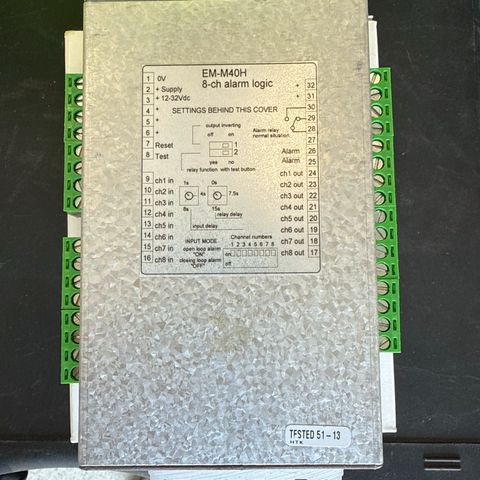 EM-M40H
8-ch alarm logic
SETTINGS BEHIND THIS COVER
1 0V
2 + Supply
3 + 12-32Vdc
4 +
5 +
6 +
7 Reset
8 Test
9 ch1 in
10 ch2 in
11 ch3 in
12 ch4 in
13 ch5 in
14 ch6 in
15 ch7 in
16 ch8 in
output inverting
off on
1
2
yes no
relay function with test button
1s 0s
4s 7.5s
8s 15s
relay delay
input delay
INPUT MODE
open loop alarm
"ON"
closing loop alarm
"OFF"
Channel numbers
1 2 3 4 5 6 7 8
on
off
+ 32
+ 31
30
29
28
Alarm relay
normal situation.
27
Alarm 26
Alarm 25
ch1 out 24
ch2 out 23
ch3 out 22
ch4 out 21
ch5 out 20
ch6 out 19
ch7 out 18
ch8 out 17
TESTED 51-13
HTK